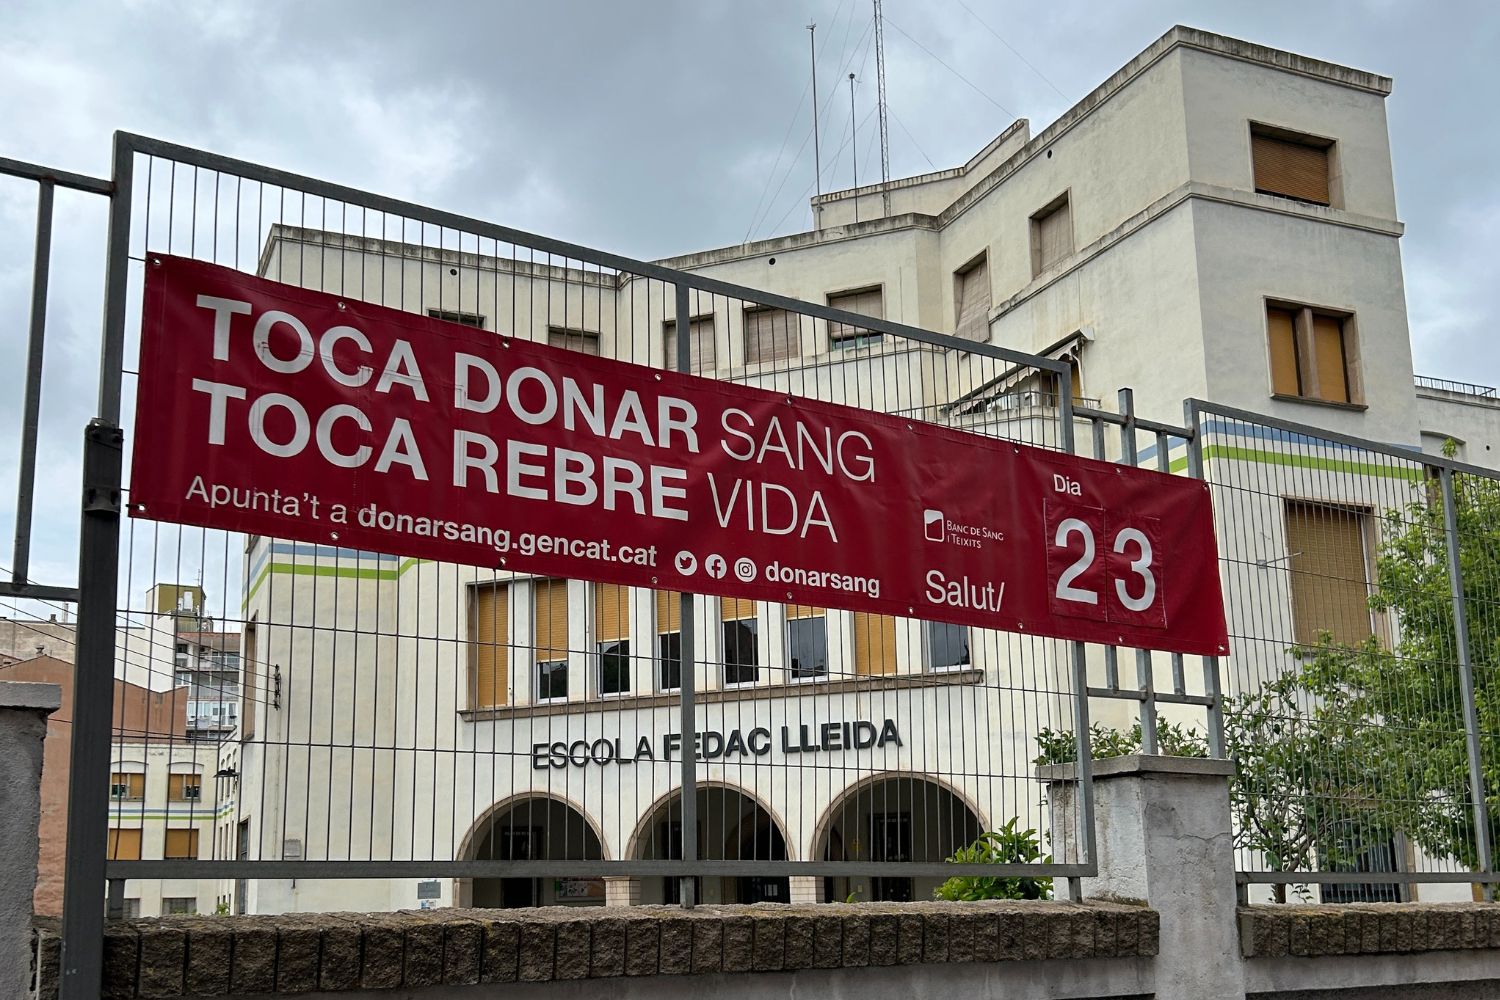 TOCA DONAR SANG
TOCA REBRE VIDA
Apunta't a donarsang.gencat.cat
donarsang
BANC DE SANG
I TEIXITS
Salut/
Dia
23
ESCOLA FEDAC LLEIDA